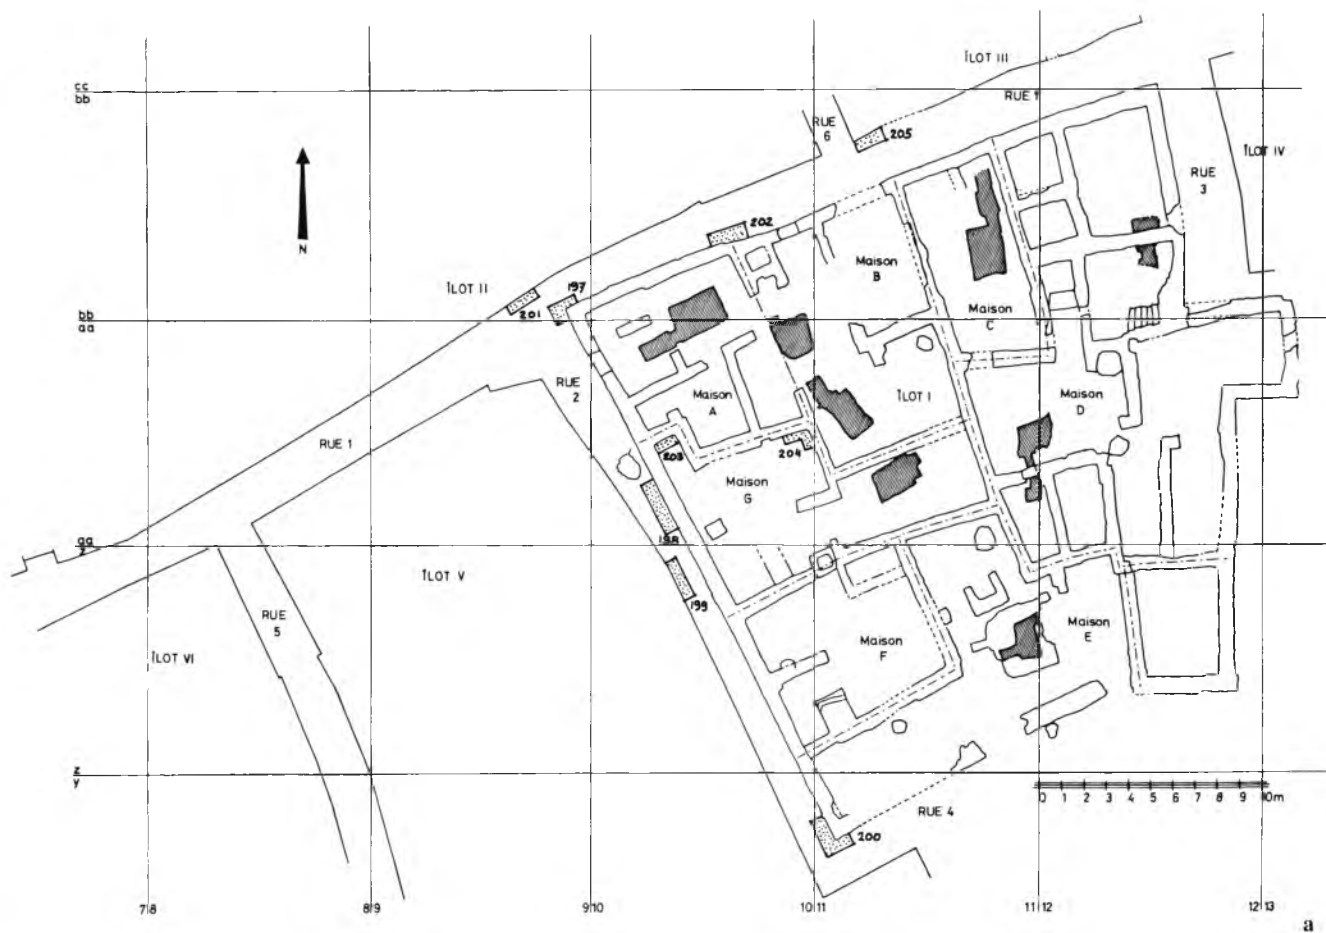 ÎLOT III
cc
bb
RUE 1
RUE
6
205
ÎLOT IV
RUE
3
N
202
Maison
B
ÎLOT II
197
201
bb
aa
Maison
C
RUE
2
Maison
A
ÎLOT I
Maison
D
RUE 1
203
204
Maison
G
198
aa
z
ÎLOT V
199
RUE
5
Maison
F
Maison
E
ÎLOT VI
z
y
0 1 2 3 4 5 6 7 8 9 10m
RUE 4
200
7|8 8|9 9|10 10|11 11|12 12|13
a